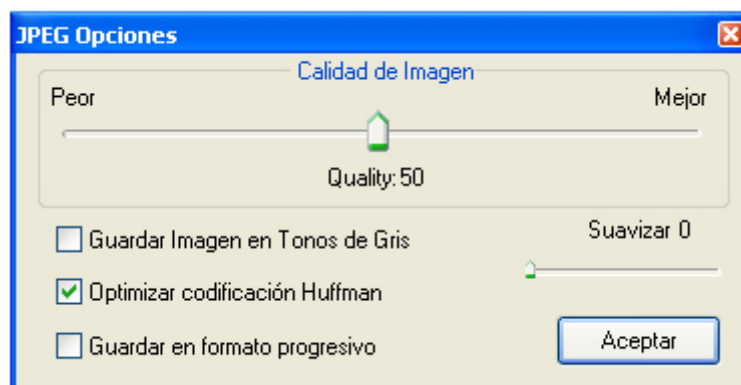 JPEG Opciones
Calidad de Imagen
Peor Mejor
Quality: 50
Guardar Imagen en Tonos de Gris
Suavizar 0
Optimizar codificación Huffman
Guardar en formato progresivo
Aceptar